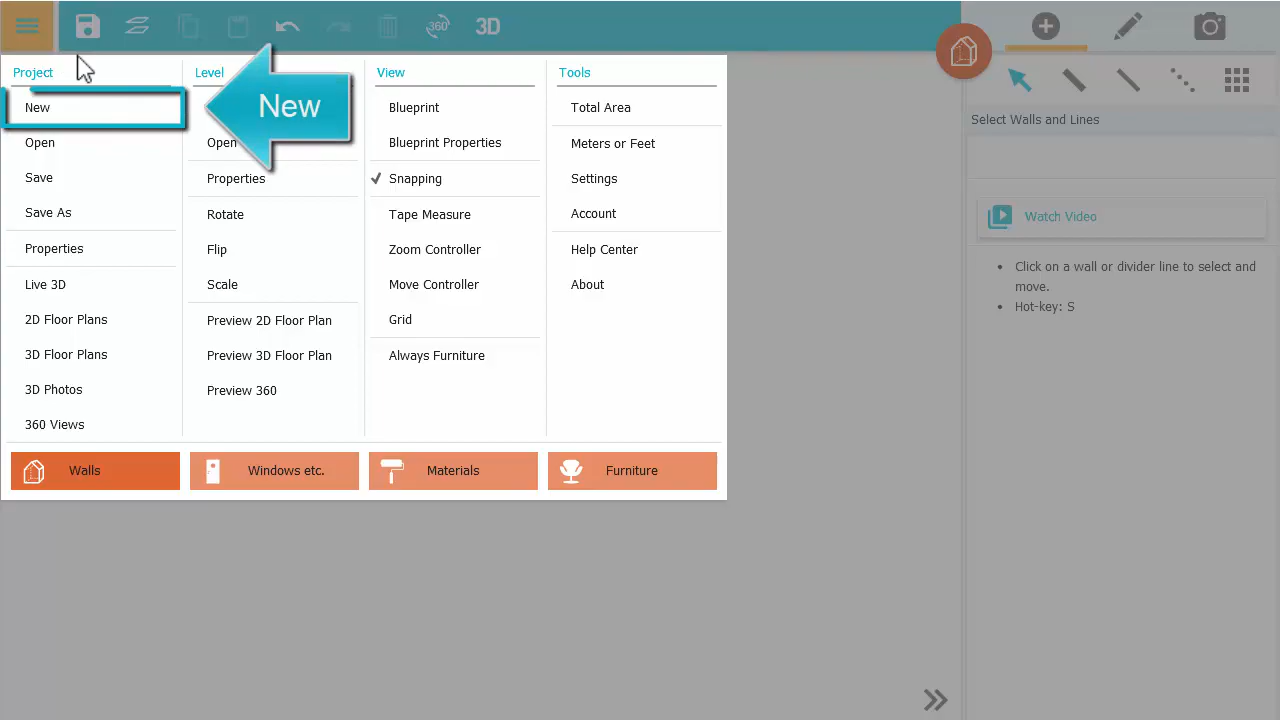 360
3D
Project
New
Open
Save
Save As
Properties
Live 3D
2D Floor Plans
3D Floor Plans
3D Photos
360 Views
Level
New
Open
Properties
Rotate
Flip
Scale
Preview 2D Floor Plan
Preview 3D Floor Plan
Preview 360
View
Blueprint
Blueprint Properties
Snapping
Tape Measure
Zoom Controller
Move Controller
Grid
Always Furniture
Tools
Total Area
Meters or Feet
Settings
Account
Help Center
About
Walls
Windows etc.
Materials
Furniture
Select Walls and Lines
Watch Video
• Click on a wall or divider line to select and
move.
• Hot-key: S